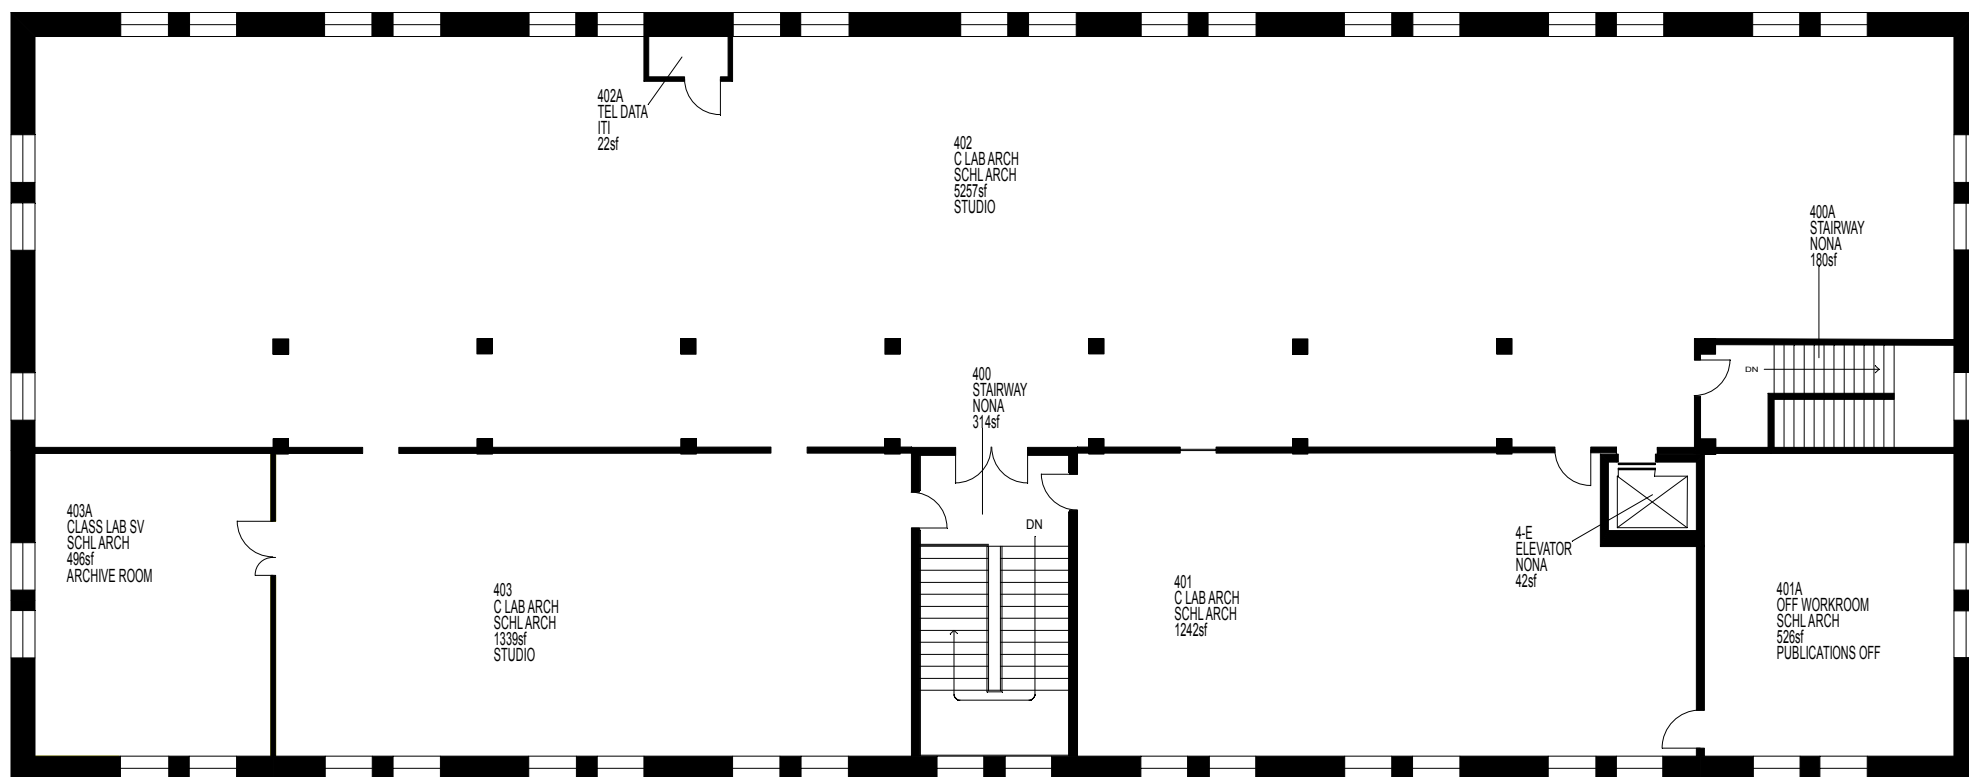 402A
TEL DATA
ITI
22sf
402
C LAB ARCH
SCHL ARCH
5257sf
STUDIO
400A
STAIRWAY
NONA
180sf
DN
400
STAIRWAY
NONA
314sf
403A
CLASS LAB SV
SCHL ARCH
496sf
ARCHIVE ROOM
DN
4-E
ELEVATOR
NONA
42sf
403
C LAB ARCH
SCHL ARCH
1339sf
STUDIO
401
C LAB ARCH
SCHL ARCH
1242sf
401A
OFF WORKROOM
SCHL ARCH
526sf
PUBLICATIONS OFF